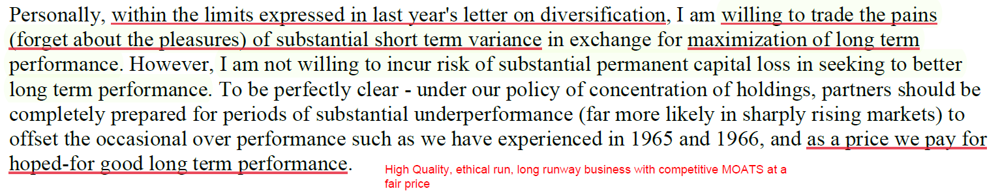 Personally, within the limits expressed in last year's letter on diversification, I am willing to trade the pains
(forget about the pleasures) of substantial short term variance in exchange for maximization of long term
performance. However, I am not willing to incur risk of substantial permanent capital loss in seeking to better
long term performance. To be perfectly clear - under our policy of concentration of holdings, partners should be
completely prepared for periods of substantial underperformance (far more likely in sharply rising markets) to
offset the occasional over performance such as we have experienced in 1965 and 1966, and as a price we pay for
hoped-for good long term performance.
High Quality, ethical run, long runway business with competitive MOATS at a
fair price